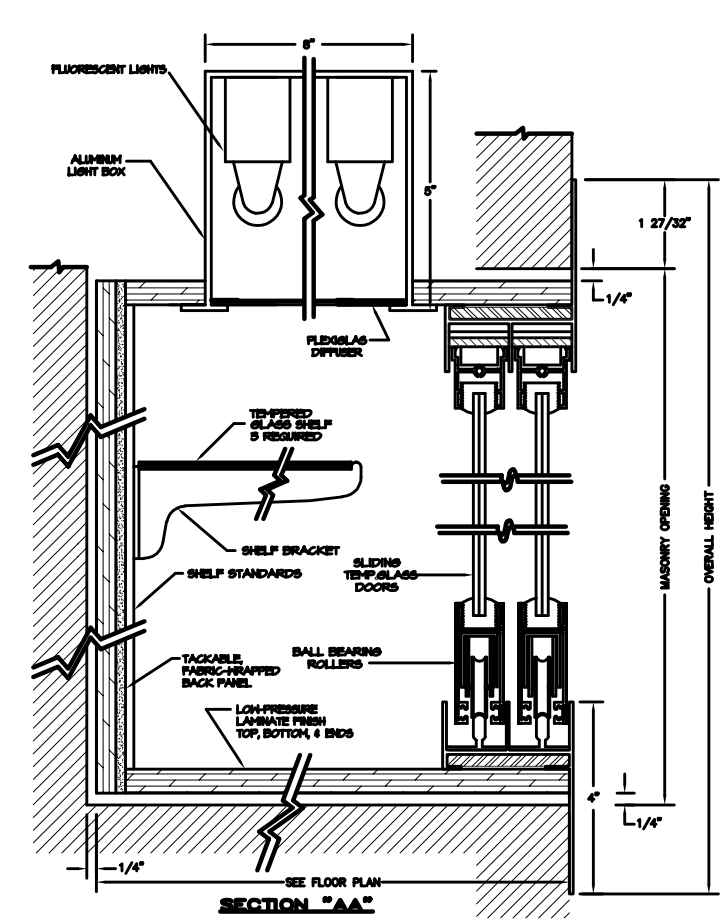 8"
FLUORESCENT LIGHTS
ALUMINUM
LIGHT BOX
8"
1 27/32"
1/4"
PLEXIGLAS
DIFFUSER
TEMPERED
GLASS SHELF
3 REQUIRED
SHELF BRACKET
MASONRY OPENING
OVERALL HEIGHT
SLIDING
TEMP.GLASS
DOORS
SHELF STANDARDS
BALL BEARING
ROLLERS
TACKABLE,
FABRIC-WRAPPED
BACK PANEL
LOW-PRESSURE
LAMINATE FINISH
TOP, BOTTOM, & ENDS
4"
1/4"
1/4"
SEE FLOOR PLAN
SECTION "AA"